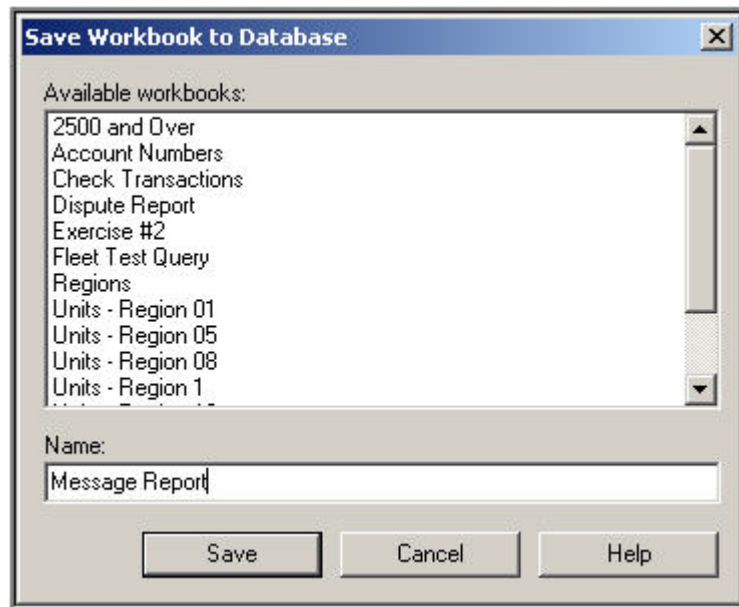 Save Workbook to Database
Available workbooks:
2500 and Over
Account Numbers
Check Transactions
Dispute Report
Exercise #2
Fleet Test Query
Regions
Units - Region 01
Units - Region 05
Units - Region 08
Units - Region 1
Name:
Message Report
Save Cancel Help